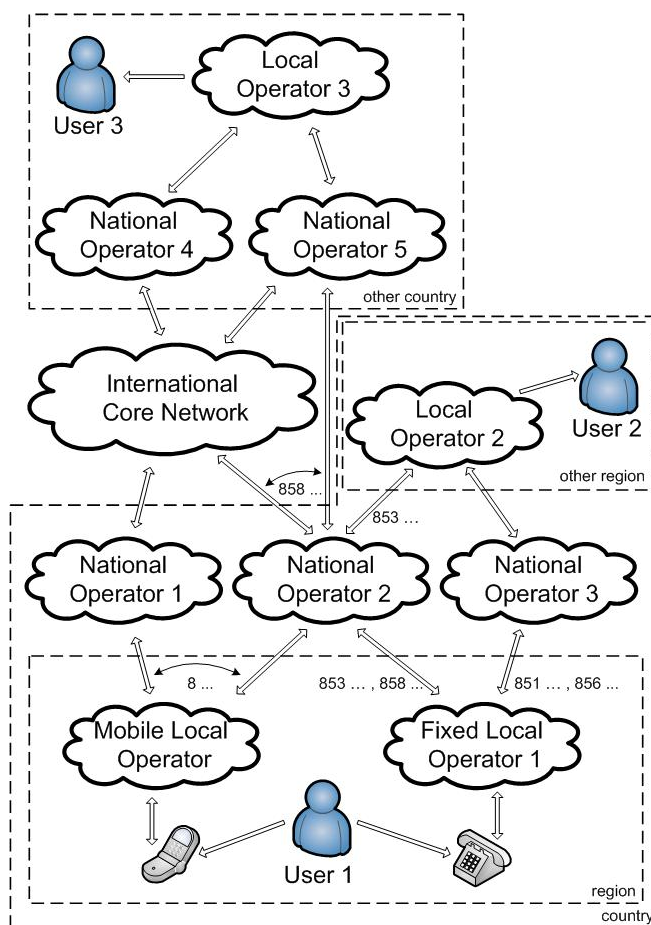 Local
Operator 3
User 3
National
Operator 4
National
Operator 5
other country
International
Core Network
Local
Operator 2
User 2
other region
858 ...
853 ...
National
Operator 1
National
Operator 2
National
Operator 3
8 ...
853 ... , 858 ...
851 ... , 856 ...
Mobile Local
Operator
Fixed Local
Operator 1
User 1
region
country